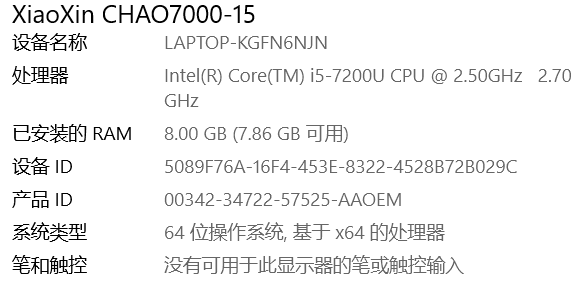 XiaoXin CHAO7000-15
设备名称 LAPTOP-KGFN6NJN
处理器 Intel(R) Core(TM) i5-7200U CPU @ 2.50GHz 2.70
GHz
已安装的 RAM 8.00 GB (7.86 GB 可用)
设备 ID 5089F76A-16F4-453E-8322-4528B72B029C
产品 ID 00342-34722-57525-AAOEM
系统类型 64 位操作系统, 基于 x64 的处理器
笔和触控 没有可用于此显示器的笔或触控输入